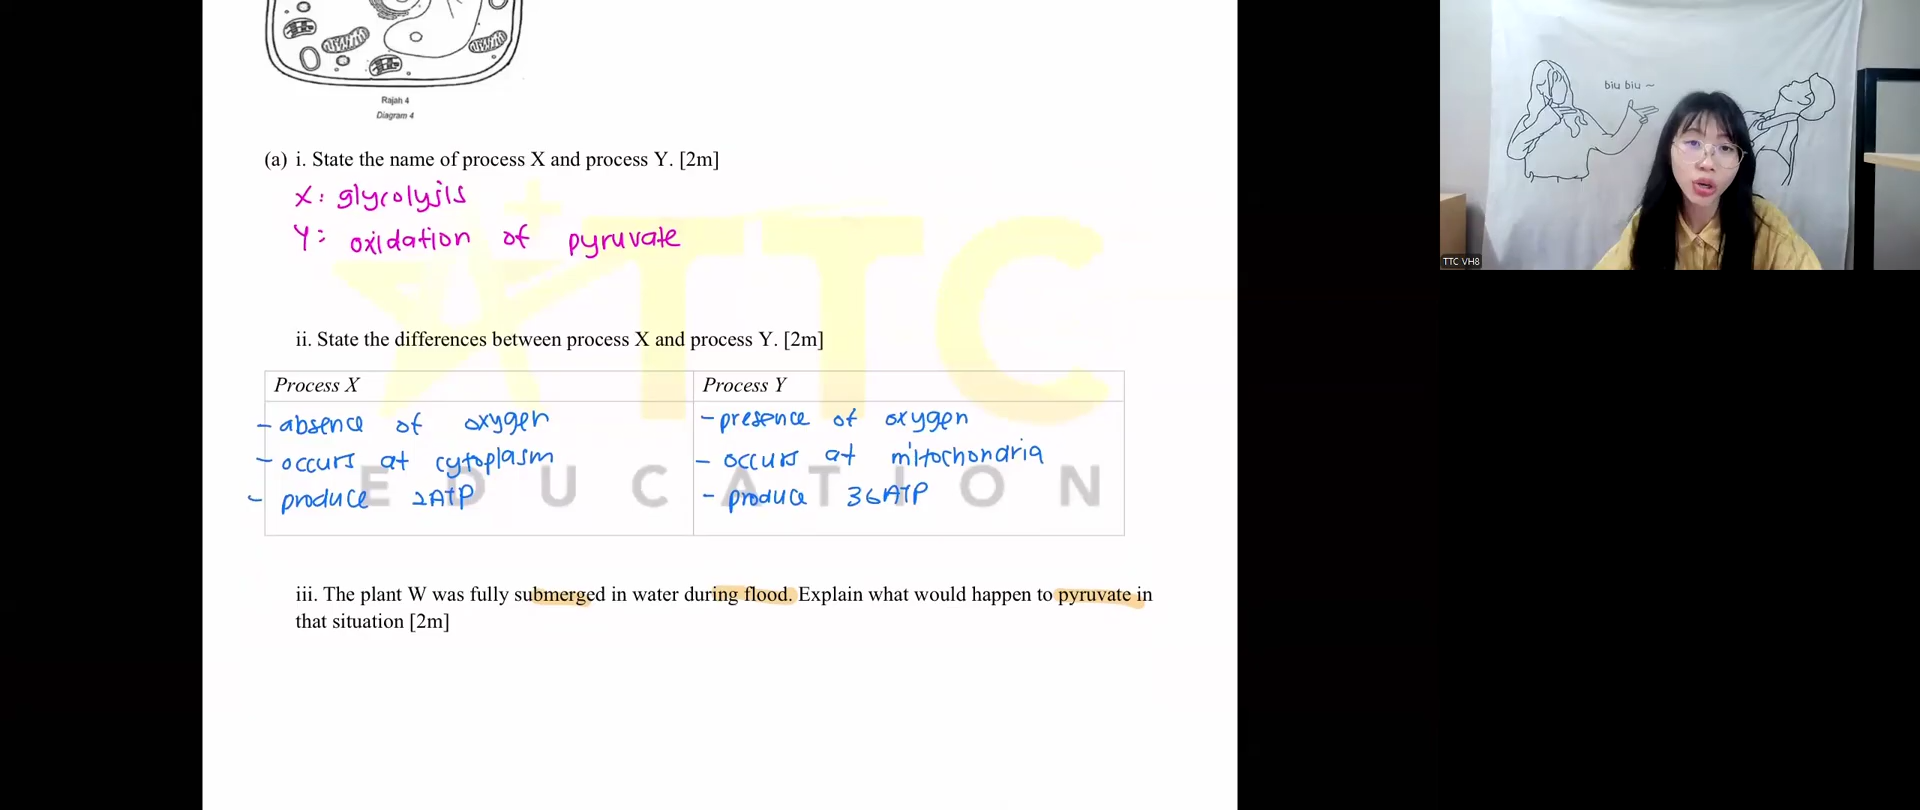 Rajah 4
Diagram 4
(a) i. State the name of process X and process Y. [2m]
X: glycolysis
Y: oxidation of pyruvate
ii. State the differences between process X and process Y. [2m]
Process X
- absence of oxygen
- occurs at cytoplasm
- produce 2ATP
Process Y
- presence of oxygen
- occurs at mitochondria
- produce 36ATP
iii. The plant W was fully submerged in water during flood. Explain what would happen to pyruvate in
that situation [2m]
TTC
EDUCATION
biu biu ~
TTC VH8